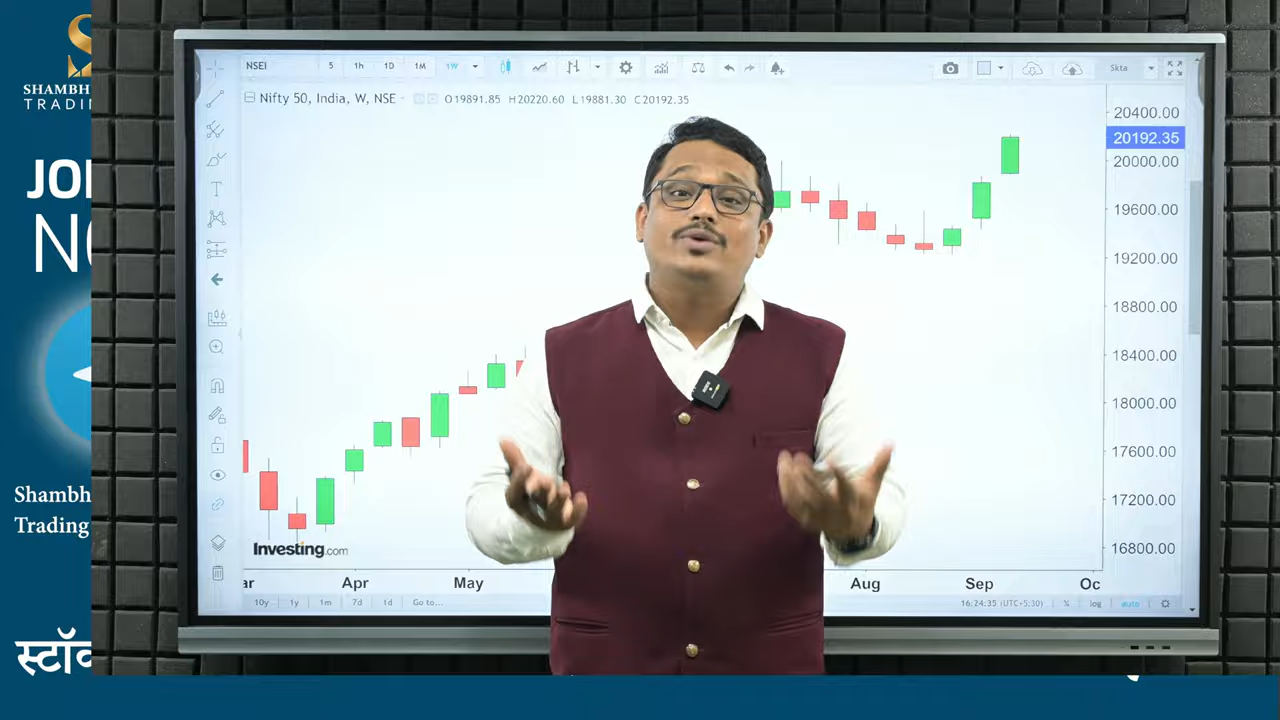 SHAMBH
TRADIN
JOI
NO
Shambh
Trading
स्टॉ
NSEI
5 1h 1D 1M 1W
Skta
Nifty 50, India, W, NSE
O19891.85 H20220.60 L19881.30 C20192.35
20400.00
20192.35
20000.00
19600.00
19200.00
18800.00
18400.00
18000.00
17600.00
17200.00
16800.00
Investing.com
ar Apr May Aug Sep Oc
10y 1y 1m 7d 1d Go to...
16:24:35 (UTC+5:30) % log auto